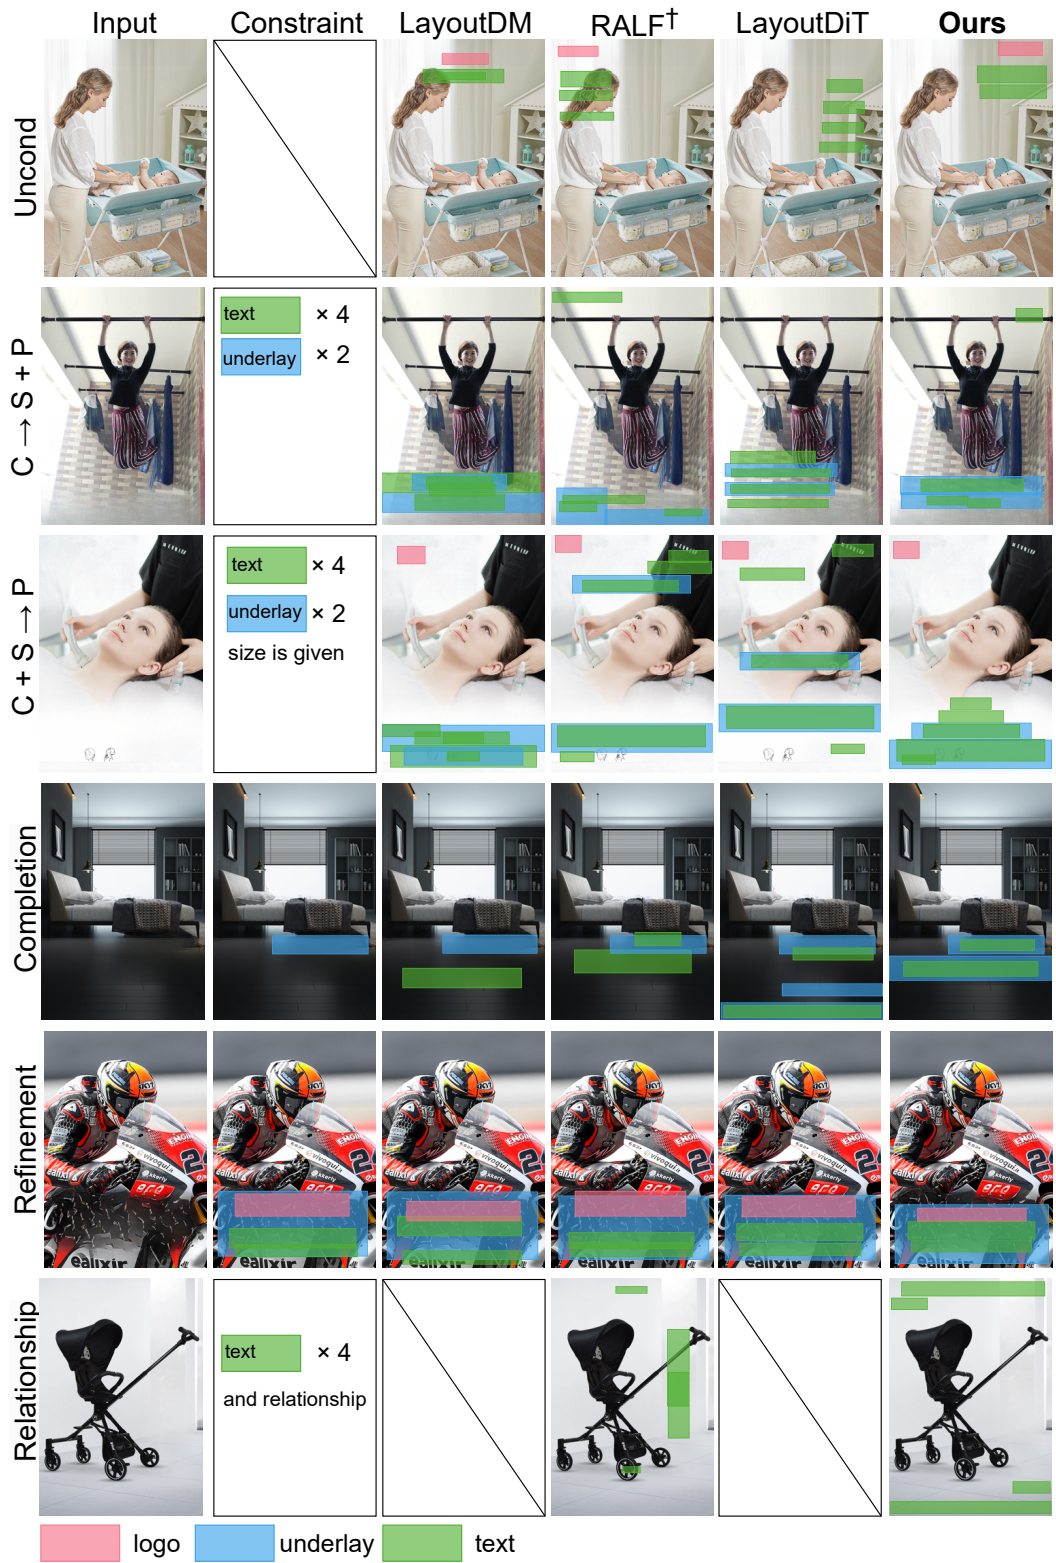 Input Constraint LayoutDM RALF† LayoutDiT Ours
Uncond
C → S + P
text × 4
underlay × 2
C + S → P
text × 4
underlay × 2
size is given
Completion
Refinement
Relationship
text × 4
and relationship
logo underlay text